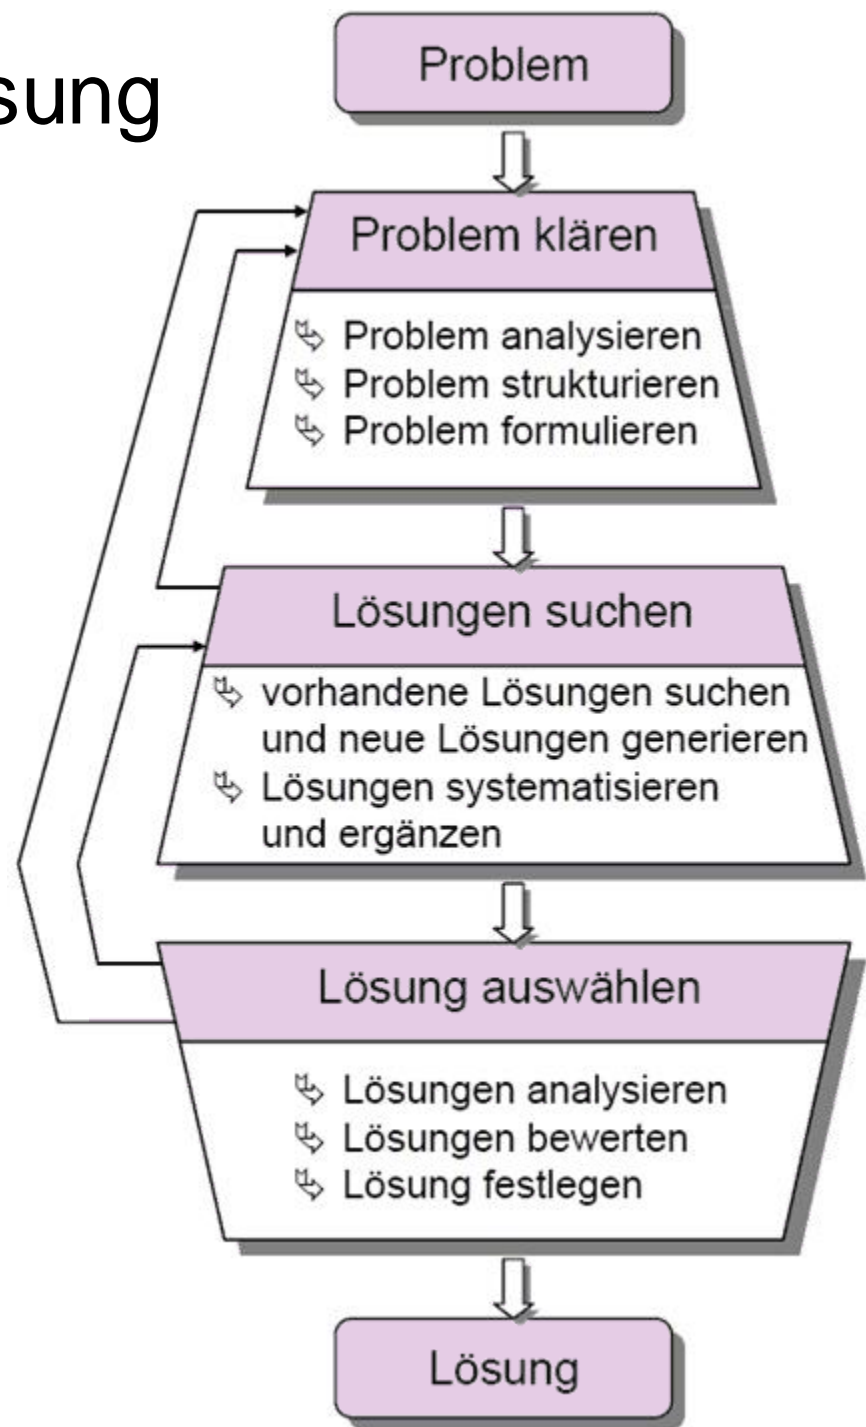 sung
Problem
Problem klären
Problem analysieren
Problem strukturieren
Problem formulieren
Lösungen suchen
vorhandene Lösungen suchen
und neue Lösungen generieren
Lösungen systematisieren
und ergänzen
Lösung auswählen
Lösungen analysieren
Lösungen bewerten
Lösung festlegen
Lösung